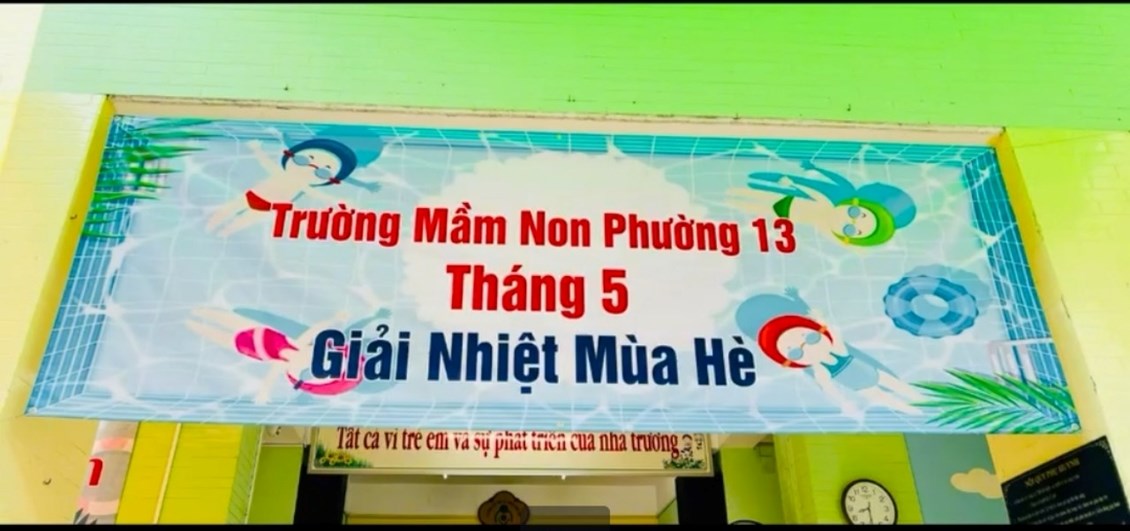 Trường Mầm Non Phường 13
Tháng 5
Giải Nhiệt Mùa Hè
Tất cả vì trẻ em và sự phát triển của nhà trường